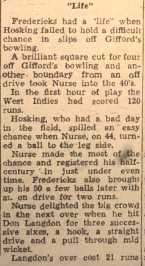 "Life"
Fredericks had a 'life' when
Hosking failed to hold a difficult
chance in slips off Gifford's
bowling.
A brilliant square cut for four
off Gifford's bowling and an-
other boundary from an off
drive took Nurse into the 40's.
In the first hour of play the
West Indies had scored 120
runs.
Hosking, who had a bad day
in the field, spilled an easy
chance when Nurse, on 44, turn-
ed a ball to the leg side.
Nurse made the most of the
chance and registered his half-
century in just under even
time. Fredericks also brought
up his 50 a few balls later with
an on drive for two runs.
Nurse delighted the big crowd
in the next over when he hit
Don Langdon for three succes-
sive sixes, a hook, a straight
drive and a pull through mid
wicket.
Langdon's over cost 21 runs